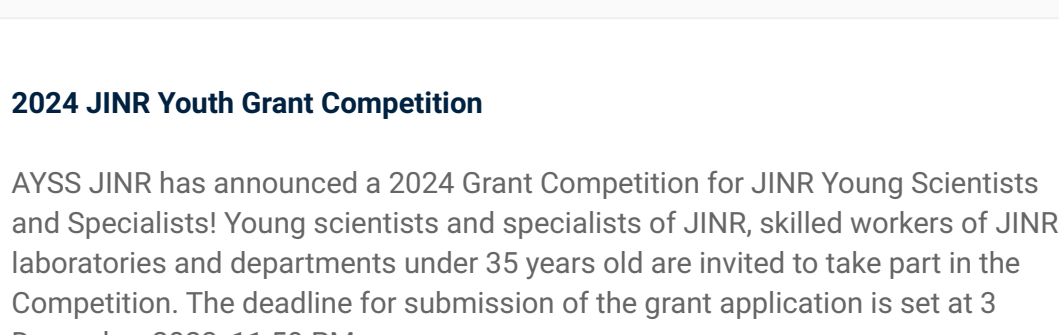 2024 JINR Youth Grant Competition
AYSS JINR has announced a 2024 Grant Competition for JINR Young Scientists
and Specialists! Young scientists and specialists of JINR, skilled workers of JINR
laboratories and departments under 35 years old are invited to take part in the
Competition. The deadline for submission of the grant application is set at 3